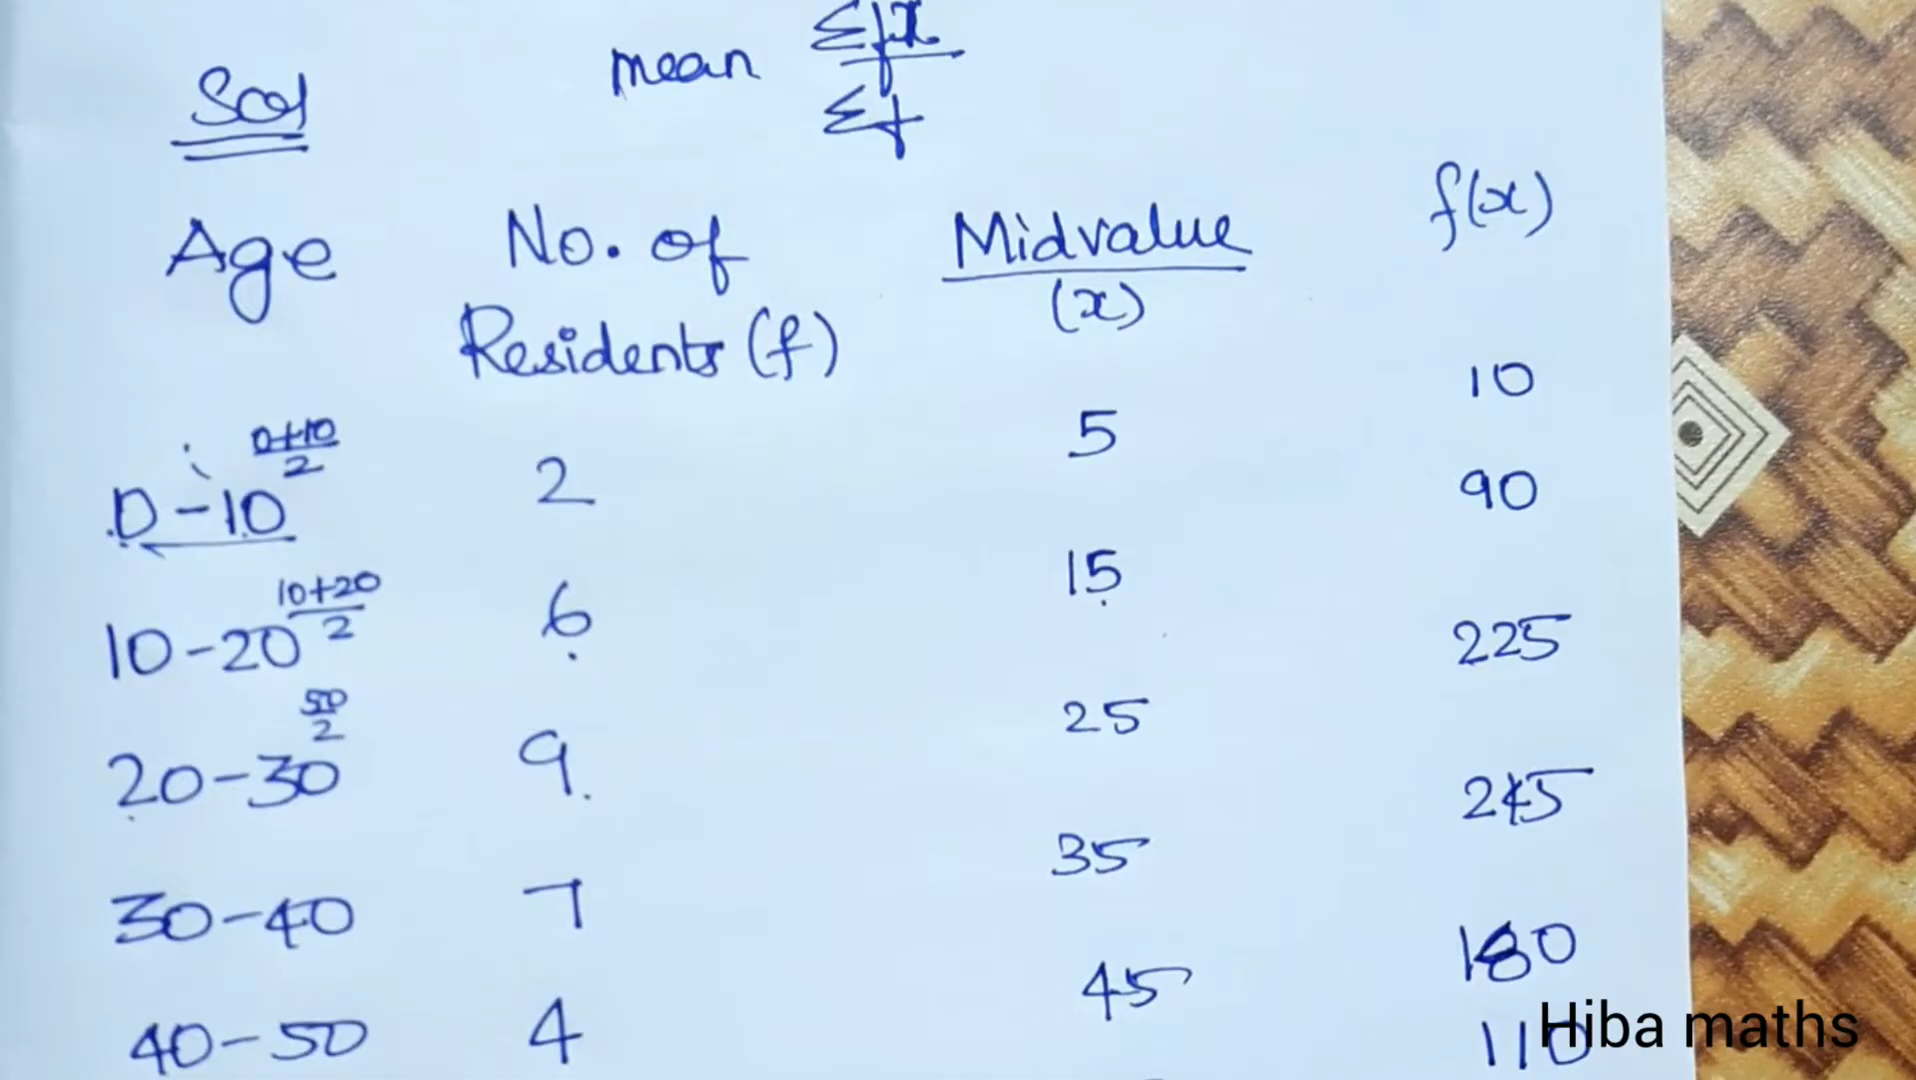 Sol mean Σfx
Σf
Age No. of Midvalue f(x)
Residents (f) (x)
0+10
2
0-10 2 5 10
10+20
2
10-20 6 15 90
50
2
20-30 9 25 225
30-40 7 35 245
40-50 4 45 180
110
Hiba maths